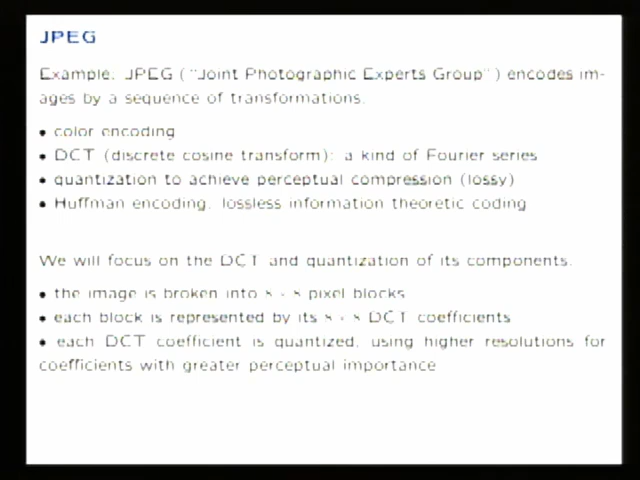 JPEG
Example: JPEG ("Joint Photographic Experts Group") encodes im-
ages by a sequence of transformations:
• color encoding
• DCT (discrete cosine transform): a kind of Fourier series
• quantization to achieve perceptual compression (lossy)
• Huffman encoding: lossless information theoretic coding
We will focus on the DCT and quantization of its components.
• the image is broken into 8 × 8 pixel blocks
• each block is represented by its 8 × 8 DCT coefficients
• each DCT coefficient is quantized, using higher resolutions for
coefficients with greater perceptual importance